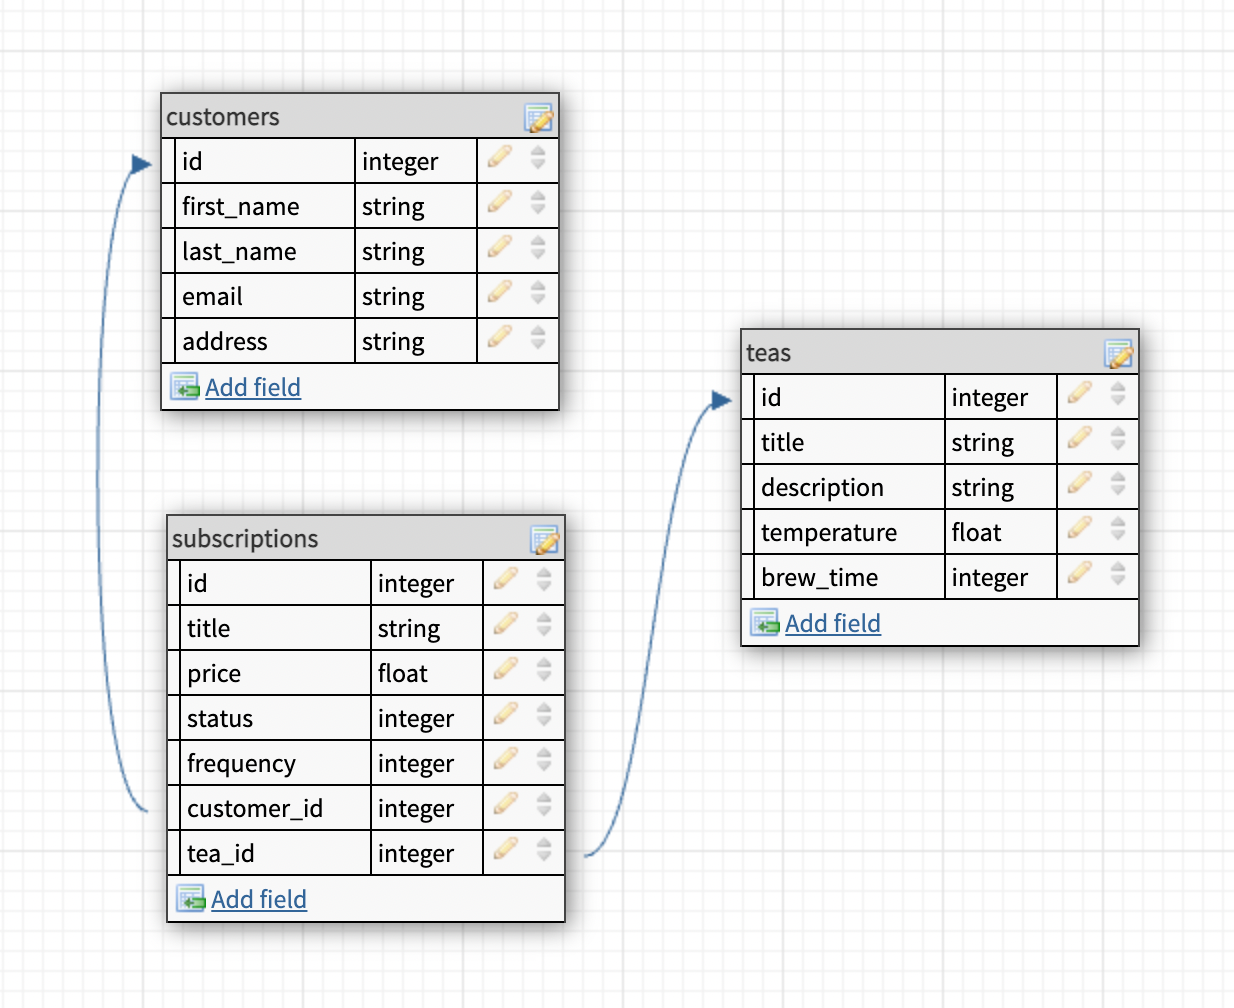 customers
id integer
first_name string
last_name string
email string
address string
Add field
teas
id integer
title string
description string
temperature float
brew_time integer
Add field
subscriptions
id integer
title string
price float
status integer
frequency integer
customer_id integer
tea_id integer
Add field